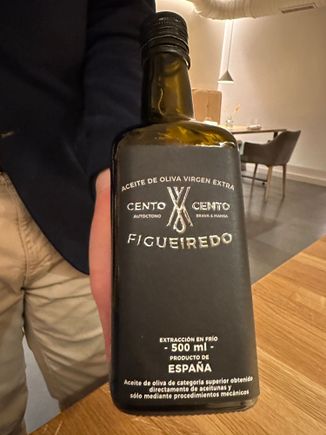 ACEITE DE OLIVA VIRGEN EXTRA
CENTO CENTO
AUTÓCTONO BRAVA & MANSA
FIGUEIREDO
EXTRACCIÓN EN FRÍO
- 500 ml -
PRODUCTO DE
ESPAÑA
Aceite de oliva de categoría superior obtenido
directamente de aceitunas y
sólo mediante procedimientos mecánicos